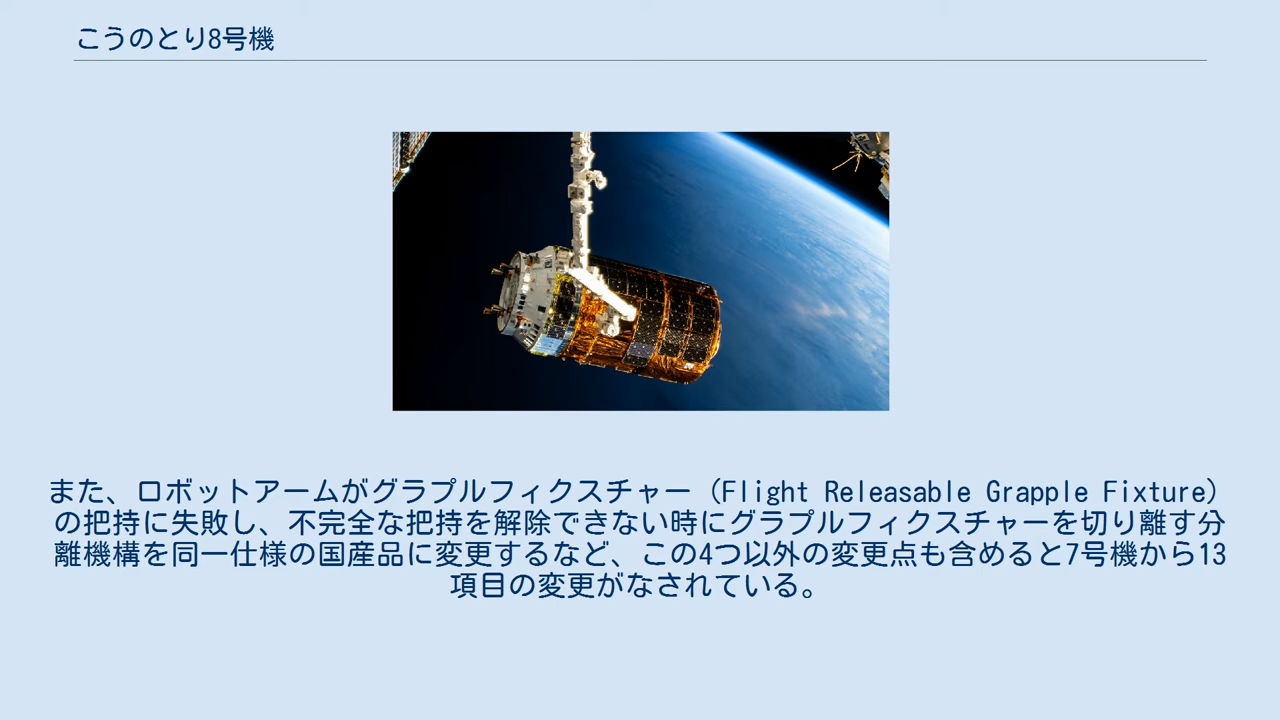 こうのとり8号機
また、ロボットアームがグラプルフィクスチャー（Flight Releasable Grapple Fixture）
の把持に失敗し、不完全な把持を解除できない時にグラプルフィクスチャーを切り離す分
離機構を同一仕様の国産品に変更するなど、この4つ以外の変更点も含めると7号機から13
項目の変更がなされている。